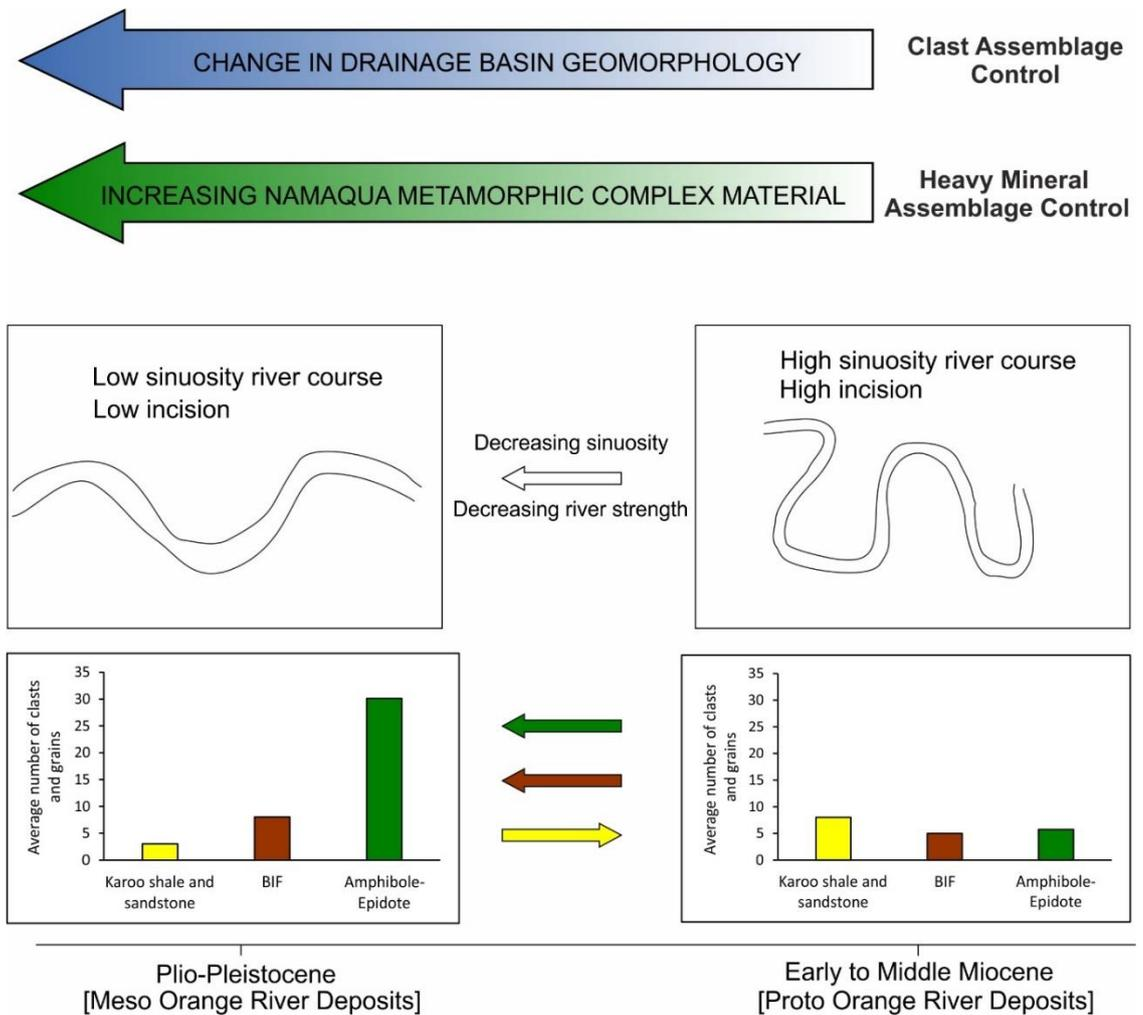 CHANGE IN DRAINAGE BASIN GEOMORPHOLOGY
Clast Assemblage
Control
INCREASING NAMAQUA METAMORPHIC COMPLEX MATERIAL
Heavy Mineral
Assemblage Control
Low sinuosity river course
Low incision
Decreasing sinuosity
Decreasing river strength
High sinuosity river course
High incision
Average number of clasts
and grains
35
30
25
20
15
10
5
0
Karoo shale and
sandstone
BIF
Amphibole-
Epidote
Average number of clasts
and grains
35
30
25
20
15
10
5
0
Karoo shale and
sandstone
BIF
Amphibole-
Epidote
Plio-Pleistocene
[Meso Orange River Deposits]
Early to Middle Miocene
[Proto Orange River Deposits]